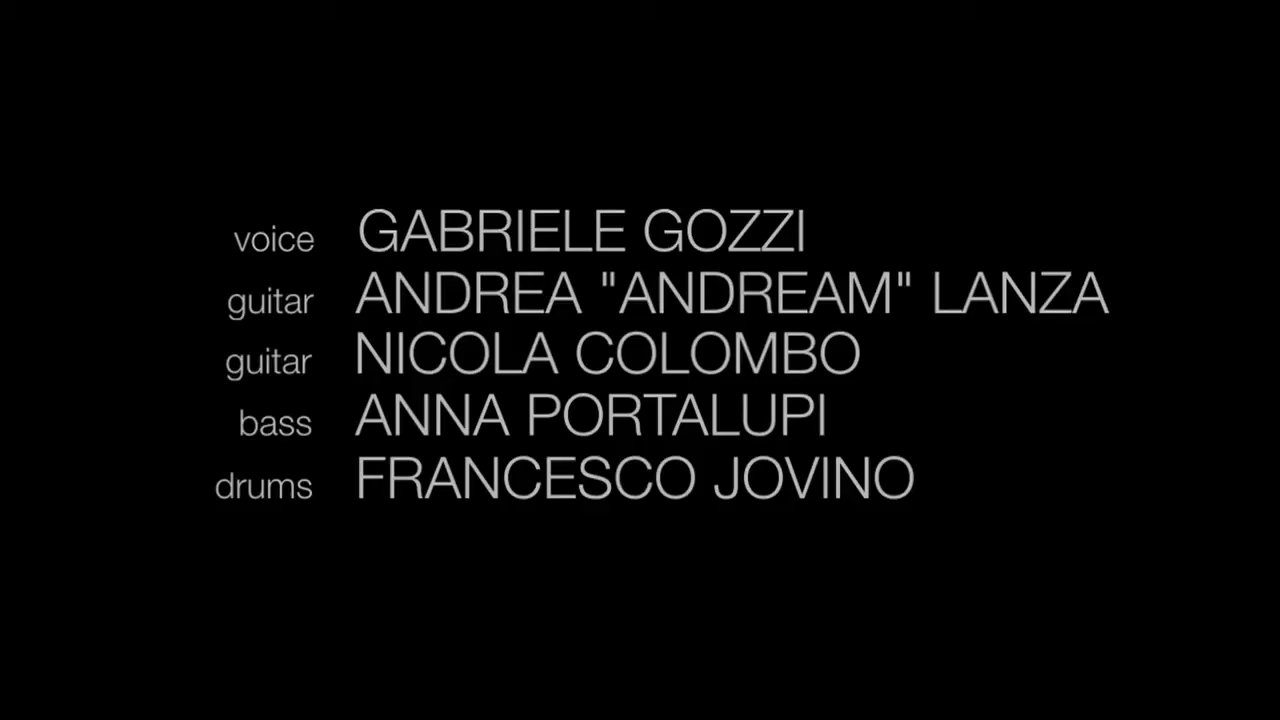 voice GABRIELE GOZZI
guitar ANDREA "ANDREAM" LANZA
guitar NICOLA COLOMBO
bass ANNA PORTALUPI
drums FRANCESCO JOVINO